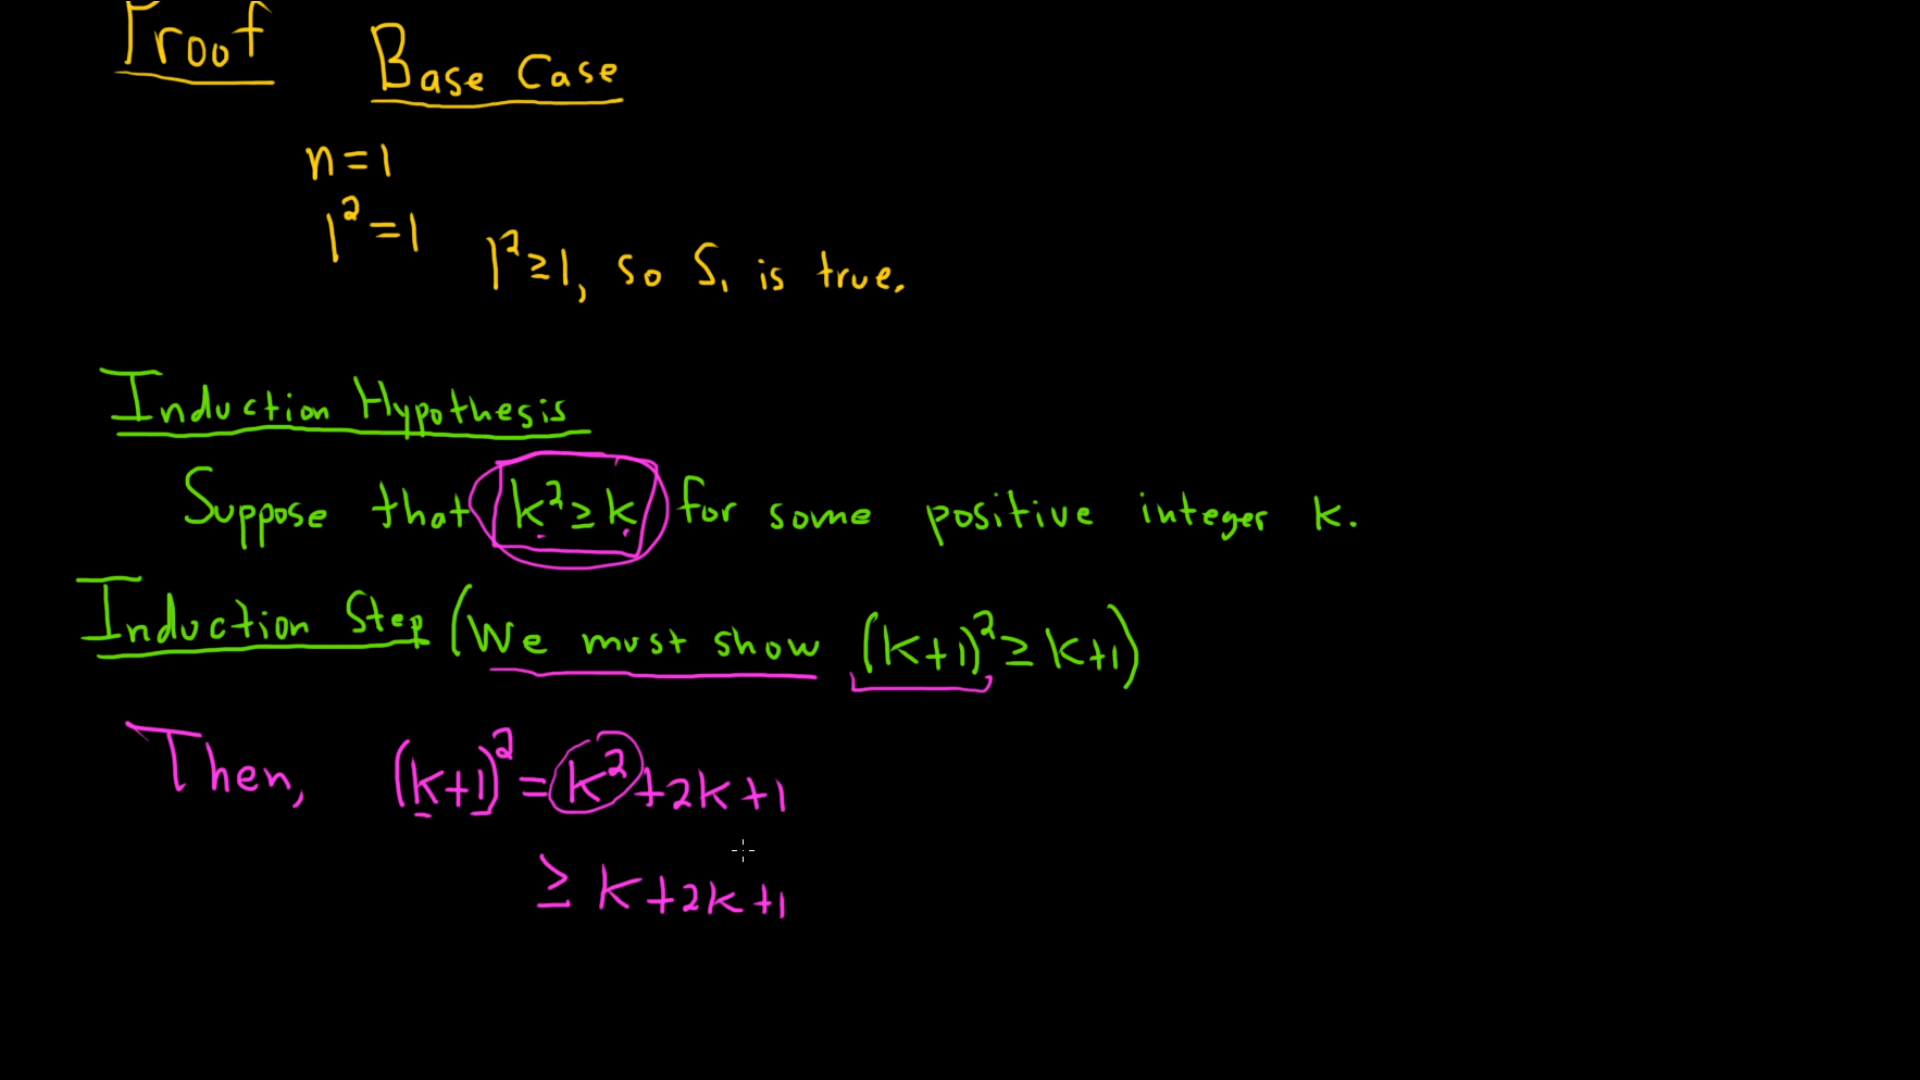 Proof Base Case
n=1
1²=1
1²≥1, so S₁ is true.
Induction Hypothesis
Suppose that k²≥k for some positive integer k.
Induction Step (We must show (k+1)²≥k+1)
Then, (k+1)²=k²+2k+1
≥k+2k+1